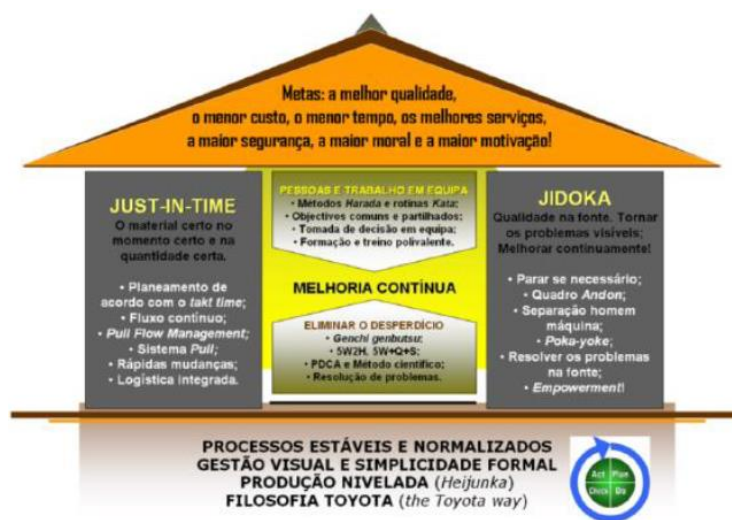 Metas: a melhor qualidade,
o menor custo, o menor tempo, os melhores serviços,
a maior segurança, a maior moral e a maior motivação!
JUST-IN-TIME
O material certo no
momento certo e na
quantidade certa.
• Planeamento de
acordo com o takt time;
• Fluxo contínuo;
• Pull Flow Management;
• Sistema Pull;
• Rápidas mudanças;
• Logística integrada.
PESSOAS E TRABALHO EM EQUIPA
• Métodos Harada e rotinas Kata;
• Objectivos comuns e partilhados;
• Tomada de decisão em equipa;
• Formação e treino polivalente.
MELHORIA CONTÍNUA
ELIMINAR O DESPERDÍCIO
• Genchi genbutsu;
• 5W2H, 5W+Q+S;
• PDCA e Método científico;
• Resolução de problemas.
JIDOKA
Qualidade na fonte. Tornar
os problemas visíveis;
Melhorar continuamente!
• Parar se necessário;
• Quadro Andon;
• Separação homem
máquina;
• Poka-yoke;
• Resolver os problemas
na fonte;
• Empowerment!
PROCESSOS ESTÁVEIS E NORMALIZADOS
GESTÃO VISUAL E SIMPLICIDADE FORMAL
PRODUÇÃO NIVELADA (Heijunka)
FILOSOFIA TOYOTA (the Toyota way)
Act Plan
Check Do